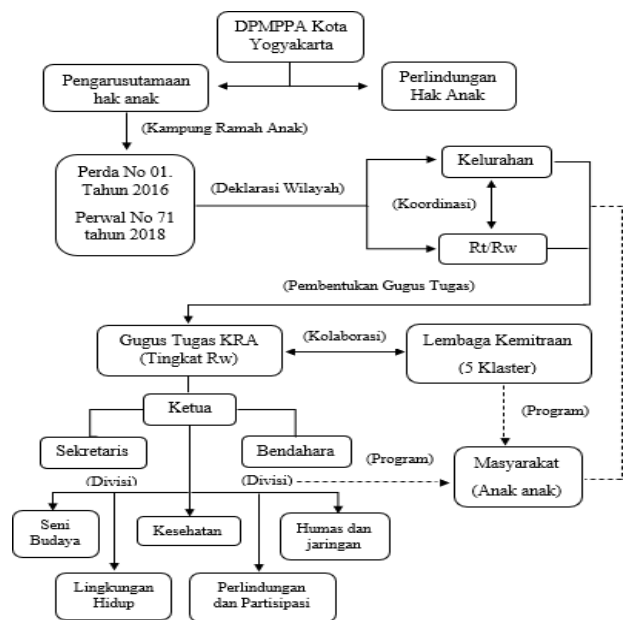 DPMPPA Kota
Yogyakarta
Pengarusutamaan
hak anak
Perlindungan
Hak Anak
(Kampung Ramah Anak)
Perda No 01.
Tahun 2016
Perwal No 71
tahun 2018
(Deklarasi Wilayah)
Kelurahan
(Koordinasi)
Rt/Rw
(Pembentukan Gugus Tugas)
Gugus Tugas KRA
(Tingkat Rw)
(Kolaborasi)
Lembaga Kemitraan
(5 Klaster)
Ketua
(Program)
Sekretaris
Bendahara
(Program)
Masyarakat
(Anak anak)
(Divisi)
(Divisi)
Seni
Budaya
Kesehatan
Humas dan
jaringan
Lingkungan
Hidup
Perlindungan
dan Partisipasi